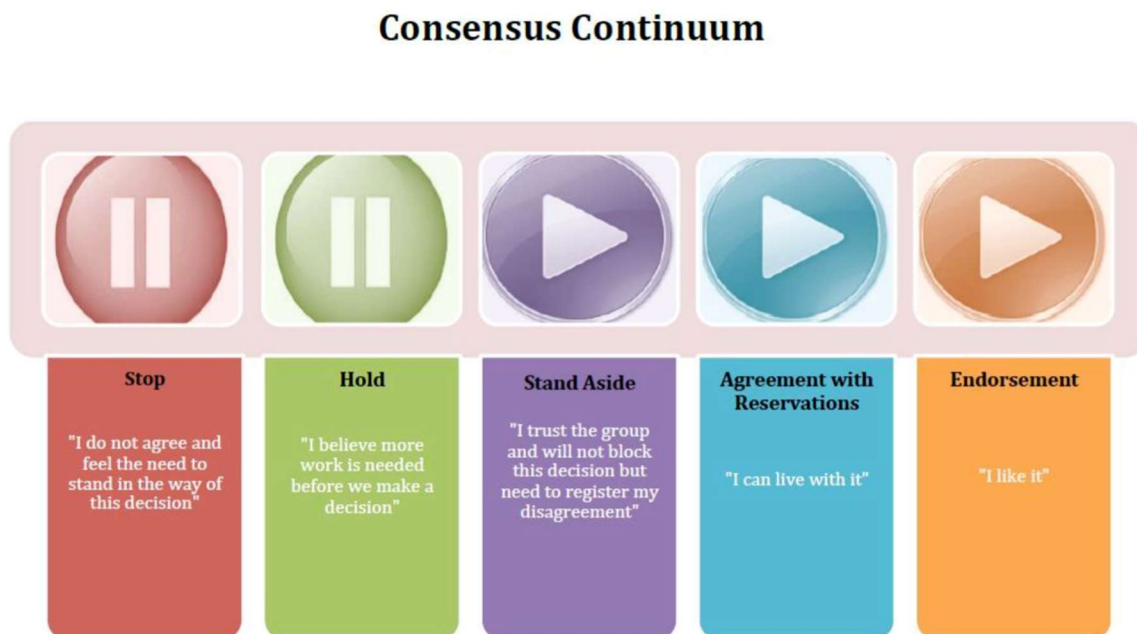 Consensus Continuum
Stop
"I do not agree and
feel the need to
stand in the way of
this decision"
Hold
"I believe more
work is needed
before we make a
decision"
Stand Aside
"I trust the group
and will not block
this decision but
need to register my
disagreement"
Agreement with
Reservations
"I can live with it"
Endorsement
"I like it"